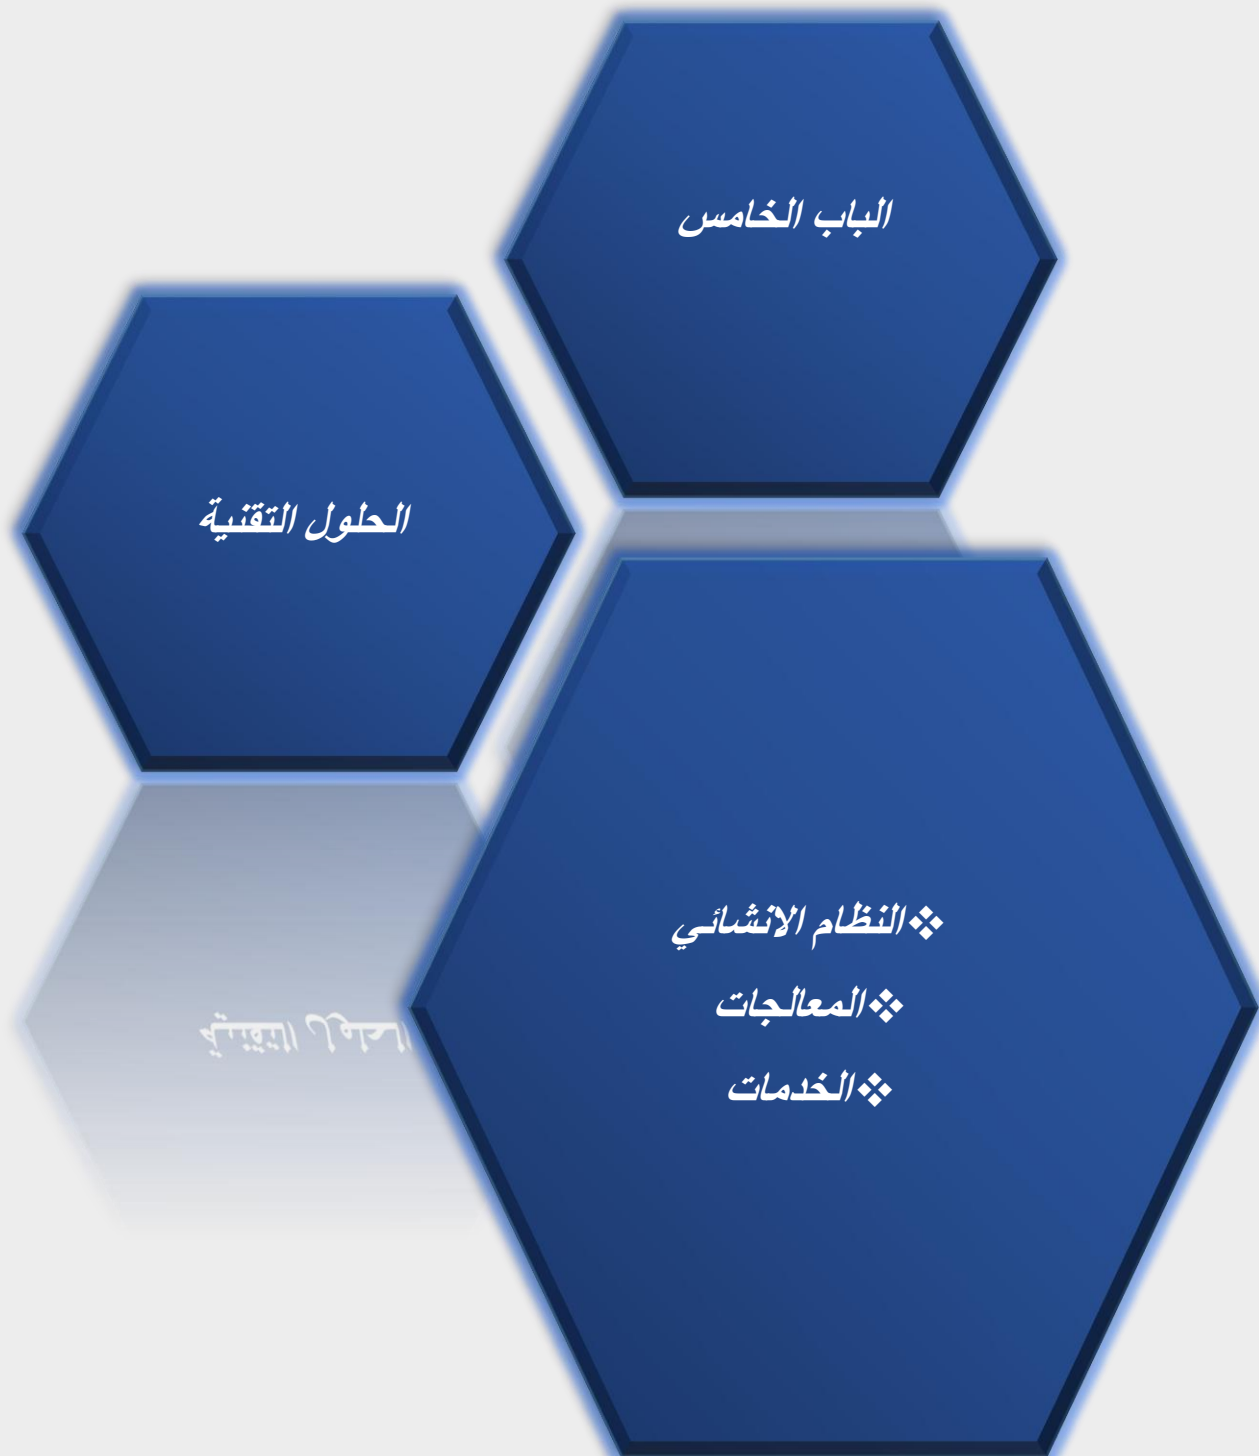 الباب الخامس
الحلول التقنية
❖النظام الانشائي
❖المعالجات
❖الخدمات